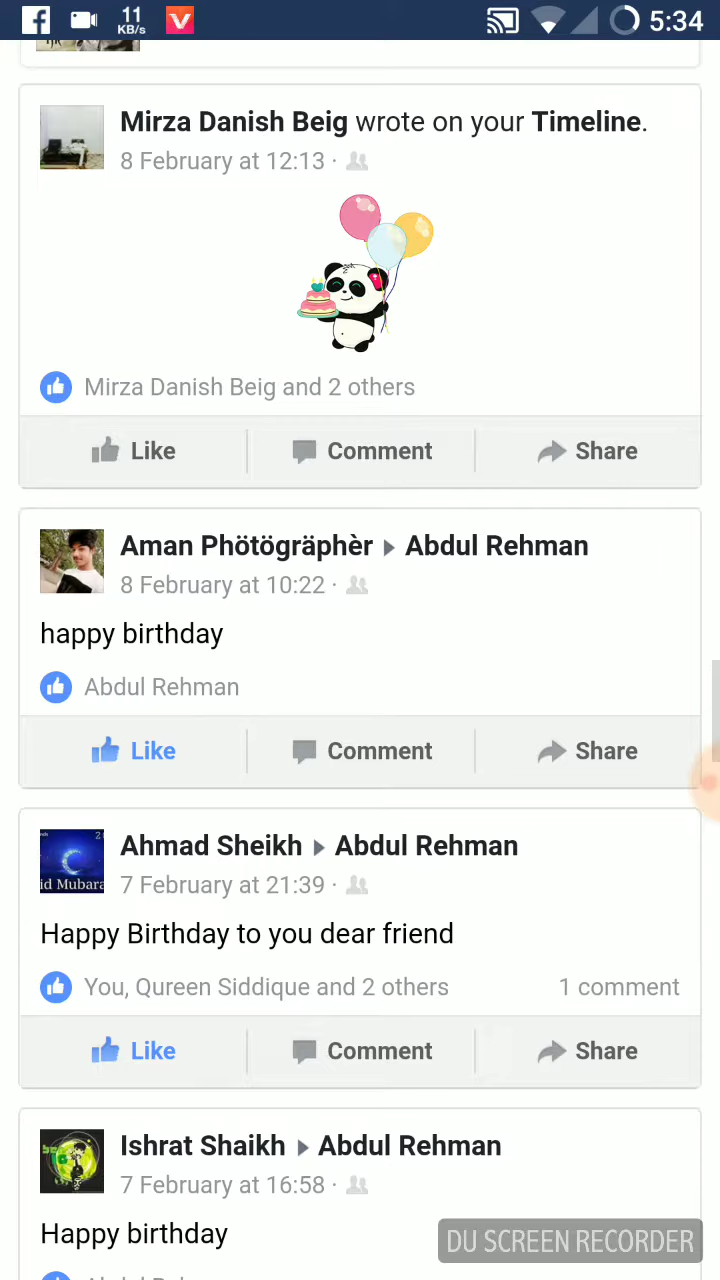 11
KB/s
5:34
Mirza Danish Beig wrote on your Timeline.
8 February at 12:13 ·
Mirza Danish Beig and 2 others
Like Comment Share
Aman Phötögräphèr ▸ Abdul Rehman
8 February at 10:22 ·
happy birthday
Abdul Rehman
Like Comment Share
Ahmad Sheikh ▸ Abdul Rehman
7 February at 21:39 ·
id Mubara
Happy Birthday to you dear friend
You, Qureen Siddique and 2 others 1 comment
Like Comment Share
Ishrat Shaikh ▸ Abdul Rehman
7 February at 16:58 ·
Happy birthday
DU SCREEN RECORDER